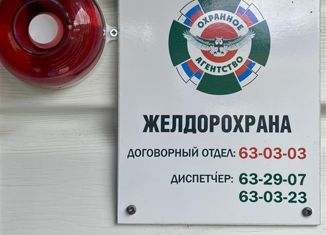 ОХРАННОЕ
АГЕНТСТВО
ЖЕЛДОРОХРАНА
ДОГОВОРНЫЙ ОТДЕЛ: 63-03-03
ДИСПЕТЧЕР: 63-29-07
63-03-23